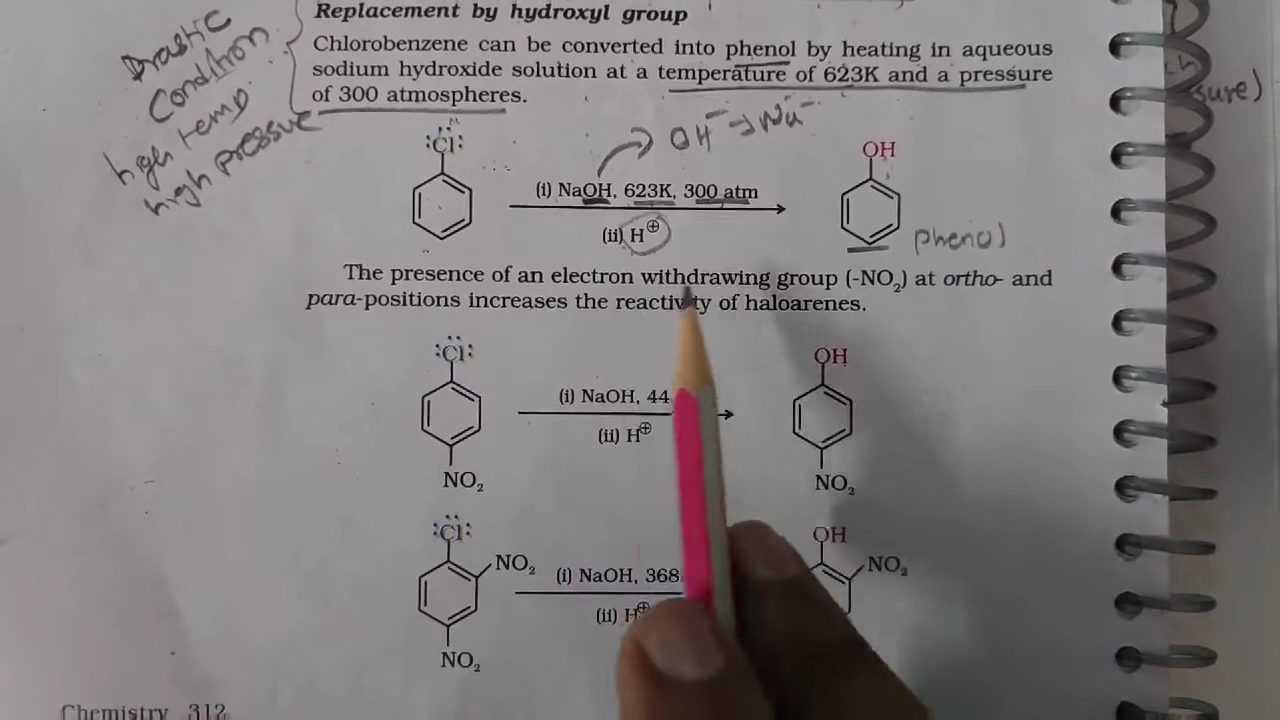 Replacement by hydroxyl group
Chlorobenzene can be converted into phenol by heating in aqueous
sodium hydroxide solution at a temperature of 623K and a pressure
of 300 atmospheres.
Drastic
Condition
high temp.
high pressure
sure)
OH⁻ → Nu⁻
:Cl:
(i) NaOH, 623K, 300 atm
(ii) H⊕
OH
phenol
The presence of an electron withdrawing group (-NO₂) at ortho- and
para-positions increases the reactivity of haloarenes.
:Cl:
NO₂
(i) NaOH, 44
(ii) H⊕
OH
NO₂
:Cl:
NO₂
NO₂
(i) NaOH, 368
(ii) H⊕
OH
NO₂
Chemistry 312